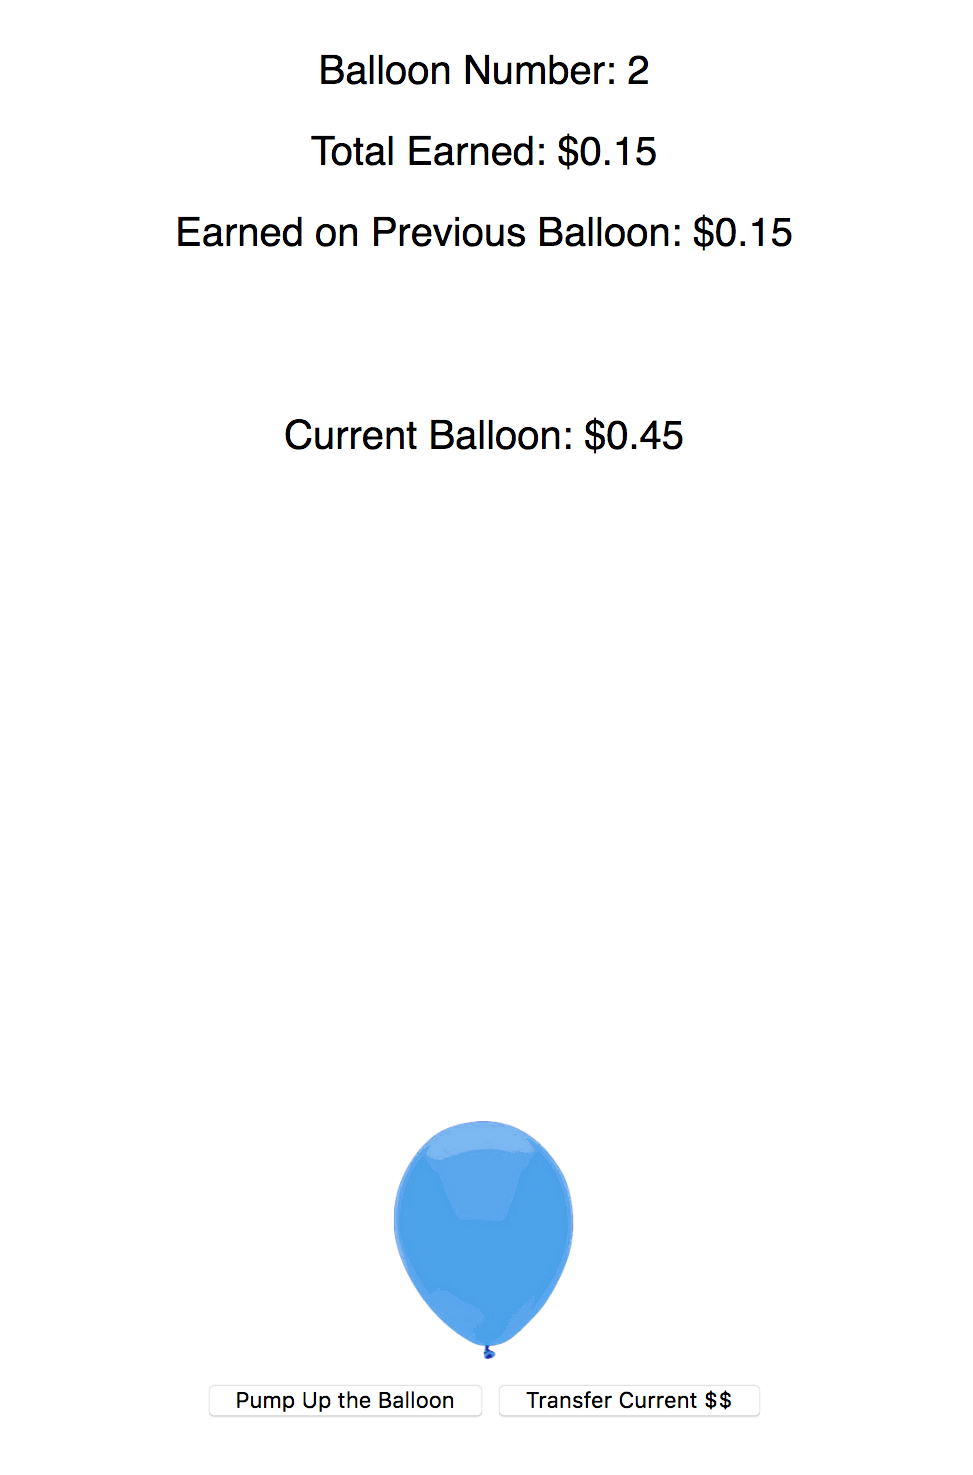 Balloon Number: 2
Total Earned: $0.15
Earned on Previous Balloon: $0.15
Current Balloon: $0.45
Pump Up the Balloon
Transfer Current $$